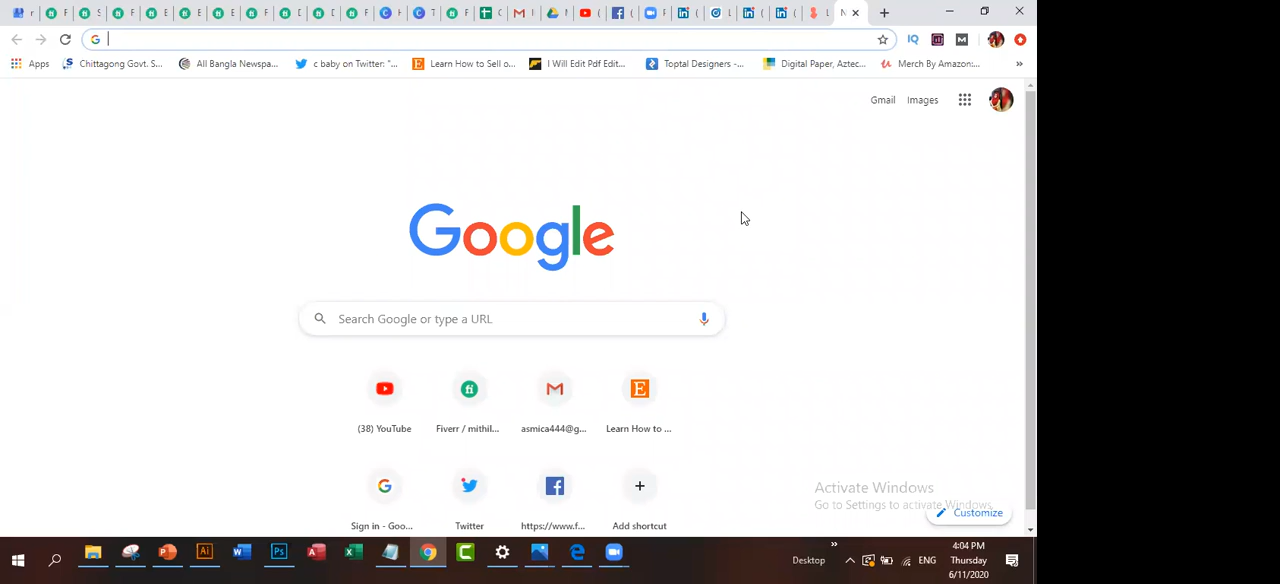 Apps Chittagong Govt. S... All Bangla Newspa... c baby on Twitter: "... Learn How to Sell o... I Will Edit Pdf Edit... Toptal Designers -... Digital Paper, Aztec... Merch By Amazon:... »
Gmail Images
Google
Search Google or type a URL
(38) YouTube Fiverr / mithil... asmica444@g... Learn How to ...
Sign in - Goo... Twitter https://www.f... Add shortcut
Activate Windows
Go to Settings to activate Windows.
Customize
Desktop » ENG
4:04 PM
Thursday
6/11/2020